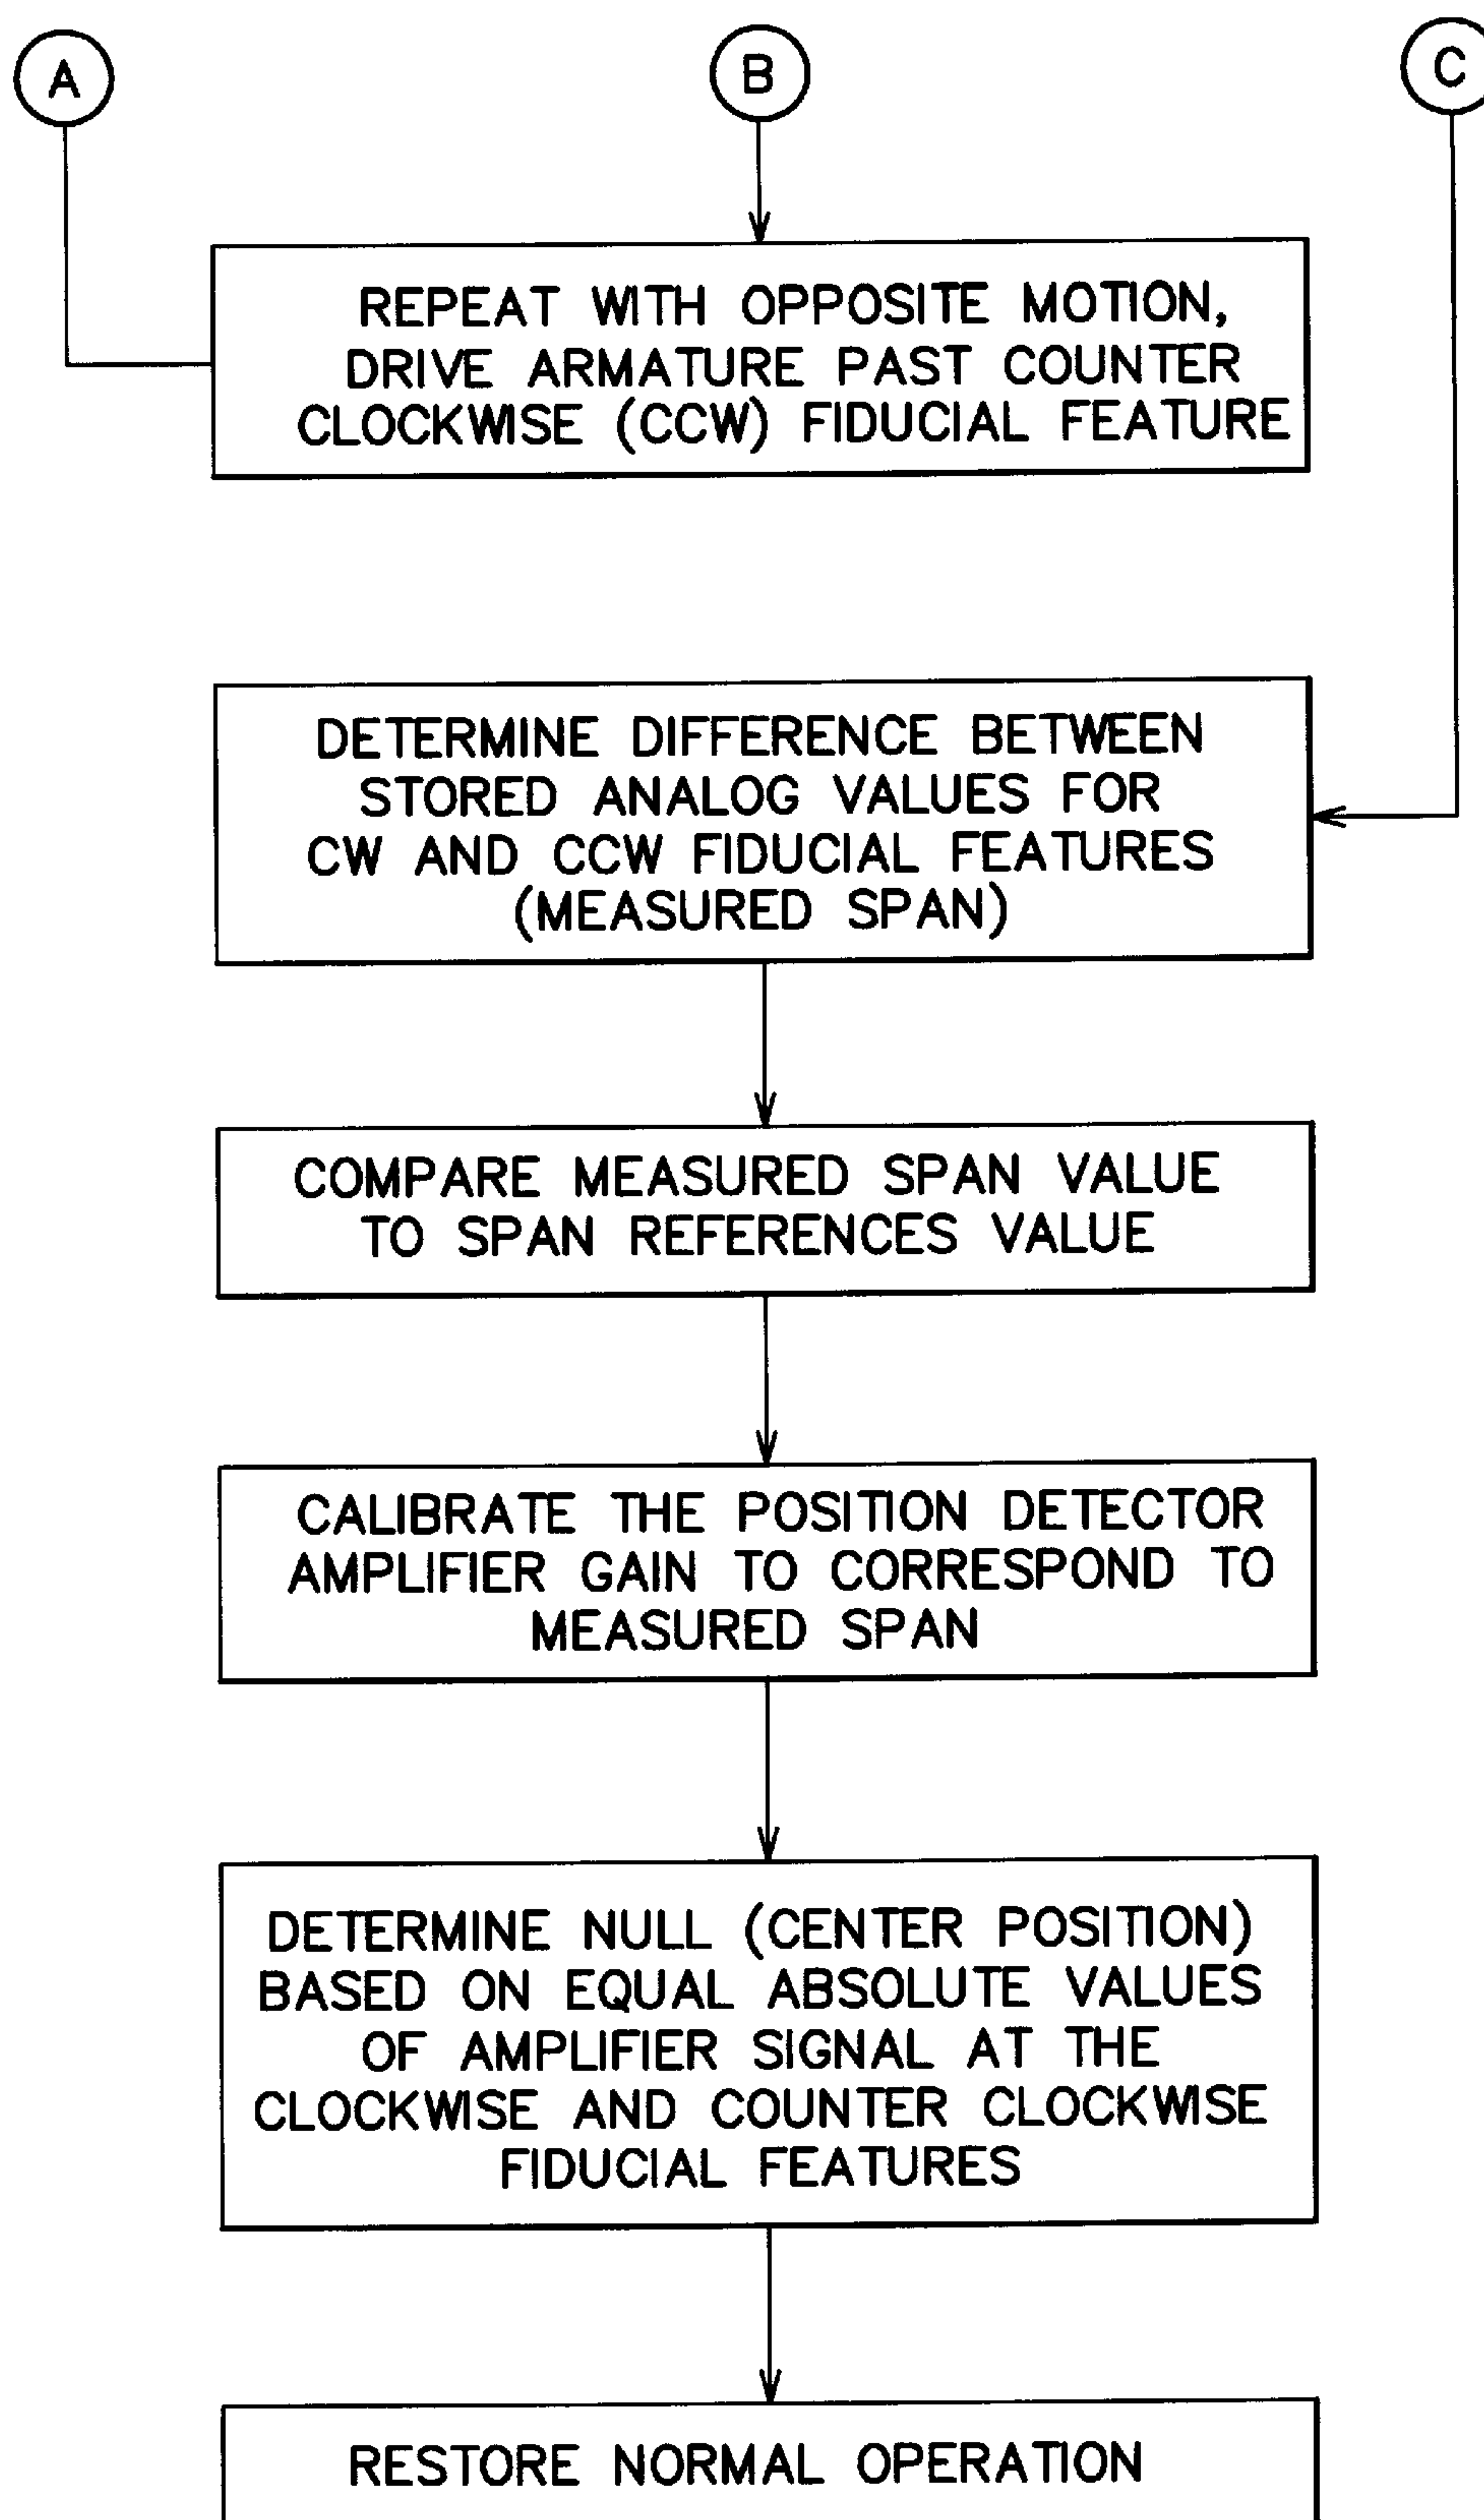 A
B
C
REPEAT WITH OPPOSITE MOTION,
DRIVE ARMATURE PAST COUNTER
CLOCKWISE (CCW) FIDUCIAL FEATURE
DETERMINE DIFFERENCE BETWEEN
STORED ANALOG VALUES FOR
CW AND CCW FIDUCIAL FEATURES
(MEASURED SPAN)
COMPARE MEASURED SPAN VALUE
TO SPAN REFERENCES VALUE
CALIBRATE THE POSITION DETECTOR
AMPLIFIER GAIN TO CORRESPOND TO
MEASURED SPAN
DETERMINE NULL (CENTER POSITION)
BASED ON EQUAL ABSOLUTE VALUES
OF AMPLIFIER SIGNAL AT THE
CLOCKWISE AND COUNTER CLOCKWISE
FIDUCIAL FEATURES
RESTORE NORMAL OPERATION